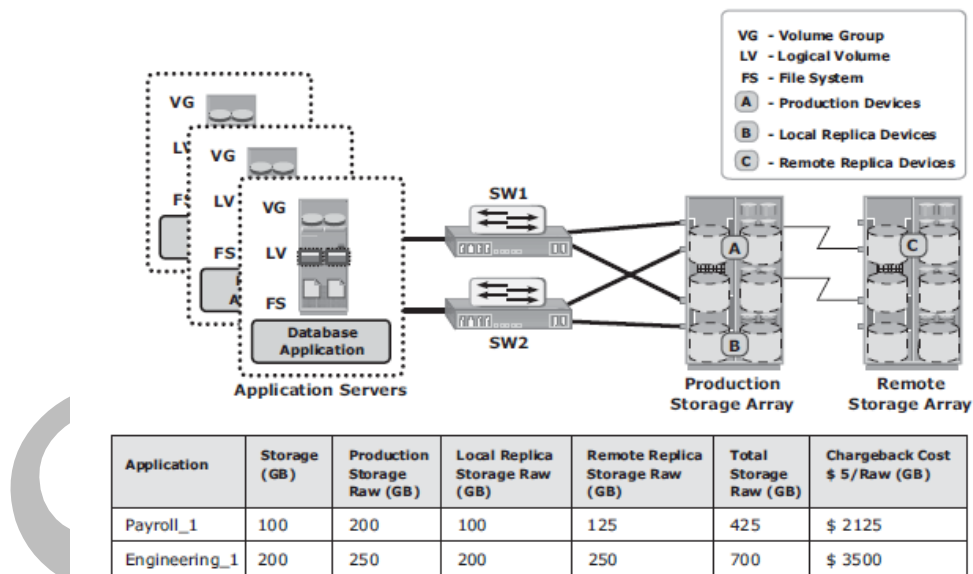 VG - Volume Group
LV - Logical Volume
FS - File System
A - Production Devices
B - Local Replica Devices
C - Remote Replica Devices
VG
VG
LV
FS
VG
LV
FS
Database
Application
Application Servers
SW1
SW2
A
B
C
Production
Storage Array
Remote
Storage Array
Application
Storage
(GB)
Production
Storage
Raw (GB)
Local Replica
Storage Raw
(GB)
Remote Replica
Storage Raw
(GB)
Total
Storage
Raw (GB)
Chargeback Cost
$ 5/Raw (GB)
Payroll_1 100 200 100 125 425 $ 2125
Engineering_1 200 250 200 250 700 $ 3500